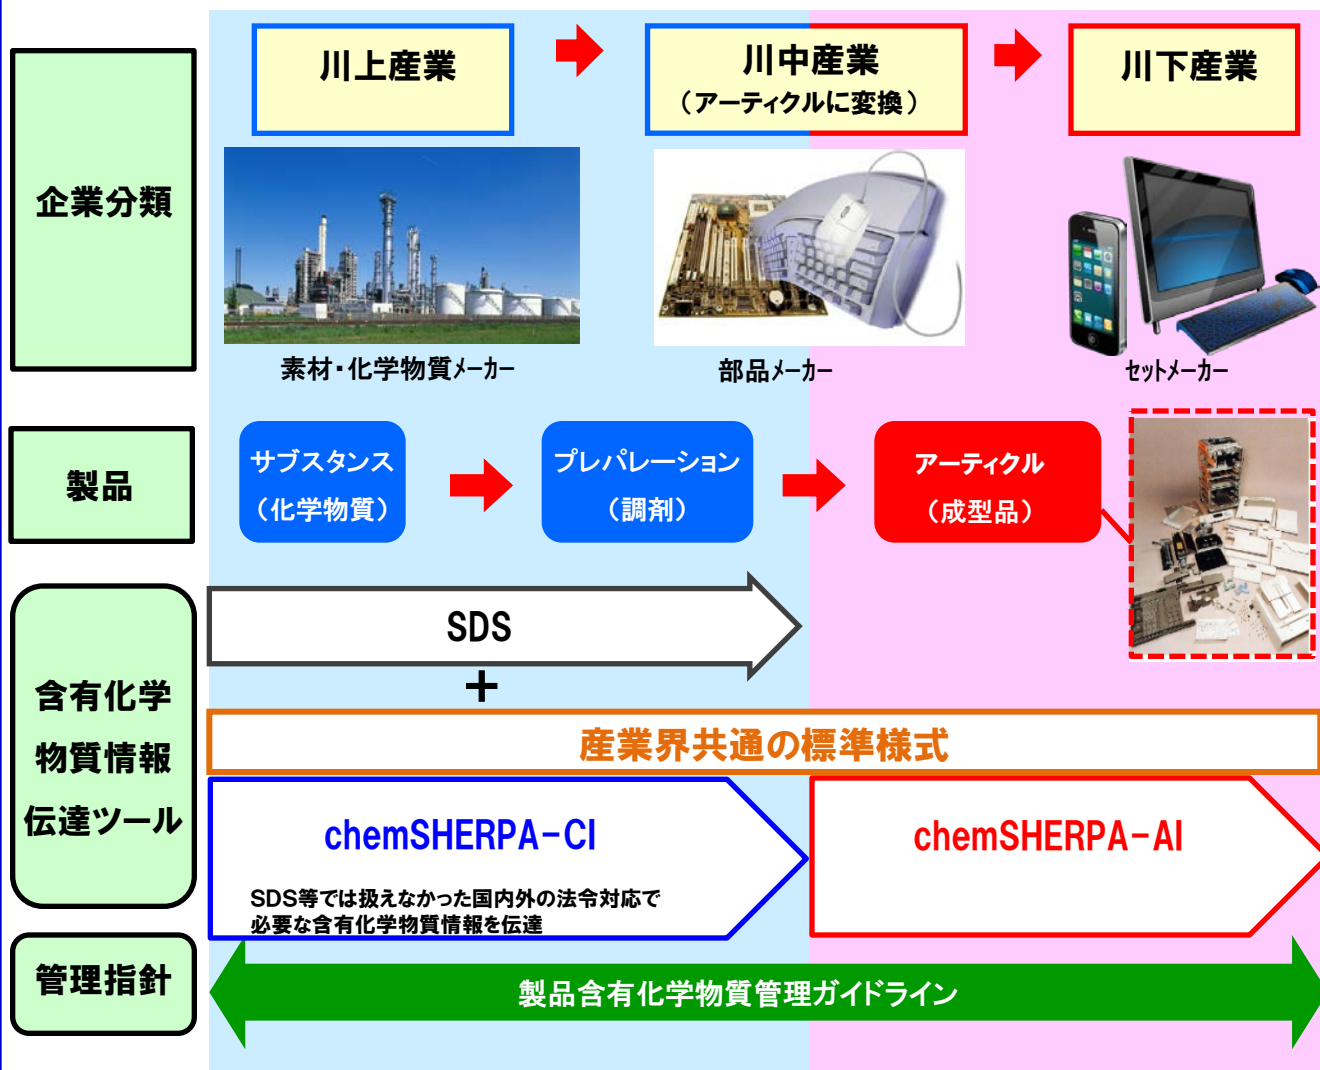 企業分類
川上産業
川中産業
（アーティクルに変換）
川下産業
素材・化学物質メーカー
部品メーカー
セットメーカー
製品
サブスタンス
（化学物質）
プレパレーション
（調剤）
アーティクル
（成型品）
含有化学
物質情報
伝達ツール
SDS
＋
産業界共通の標準様式
chemSHERPA-CI
SDS等では扱えなかった国内外の法令対応で
必要な含有化学物質情報を伝達
chemSHERPA-AI
管理指針
製品含有化学物質管理ガイドライン